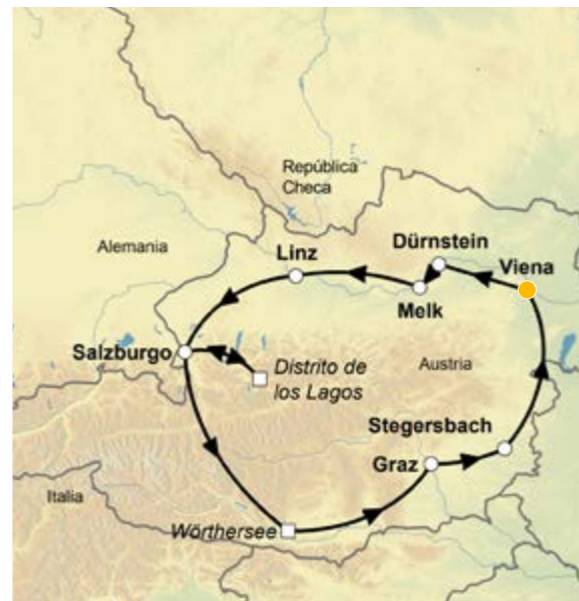 República
Checa
Alemania
Dürnstein
Linz
Viena
Melk
Salzburgo
Distrito de
los Lagos
Austria
Stegersbach
Graz
Italia
Wörthersee